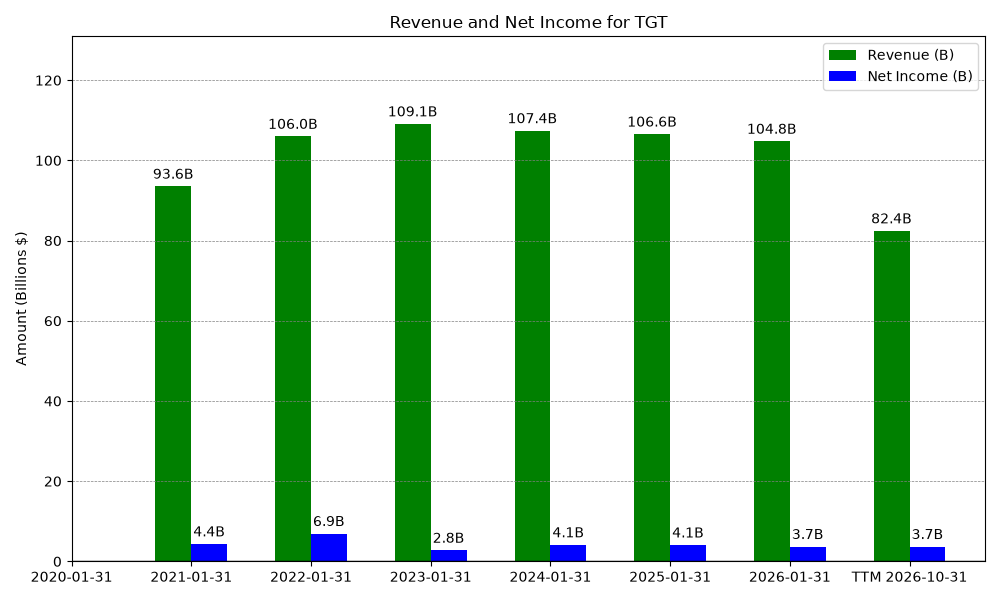 Revenue and Net Income for TGT
Revenue (B)
Net Income (B)
Amount (Billions $)
120
100
80
60
40
20
0
93.6B
106.0B
109.1B
107.4B
106.6B
104.8B
82.4B
4.4B
6.9B
2.8B
4.1B
4.1B
3.7B
3.7B
2020-01-31
2021-01-31
2022-01-31
2023-01-31
2024-01-31
2025-01-31
2026-01-31
TTM 2026-10-31